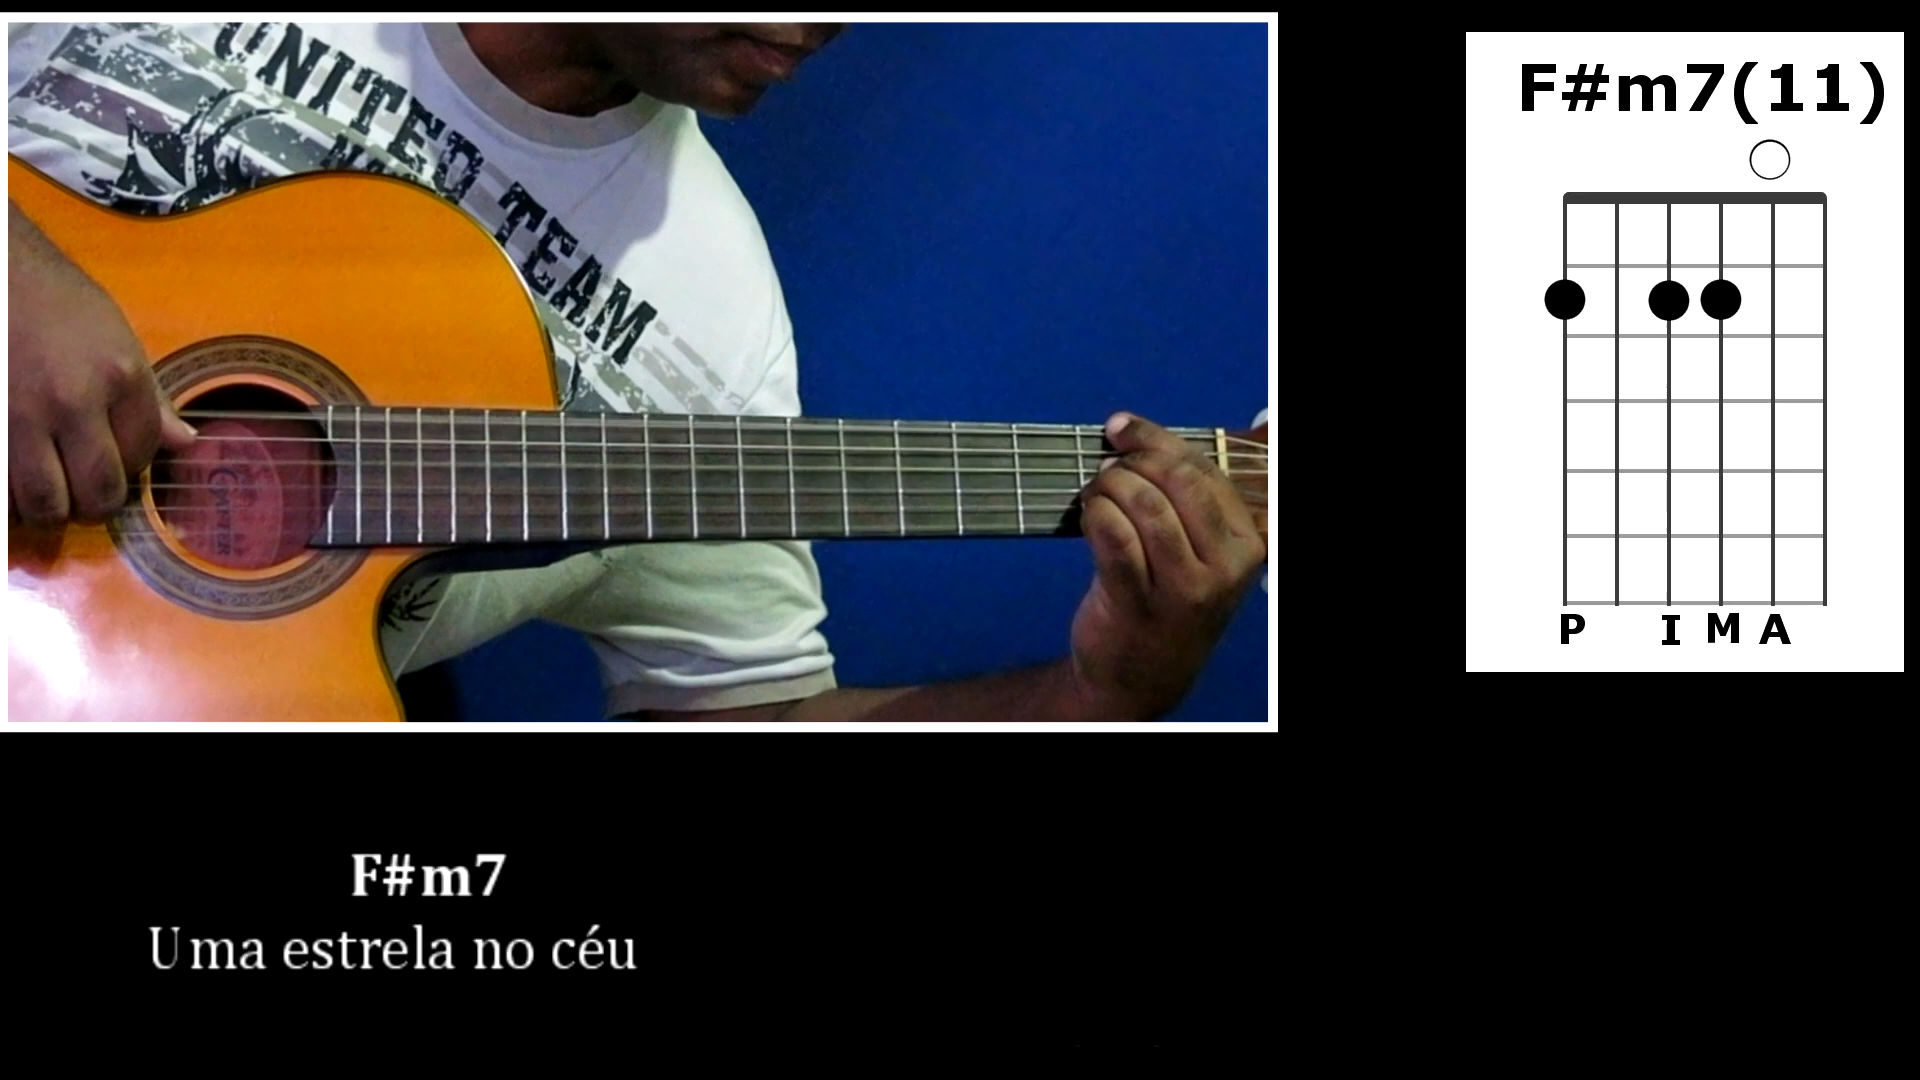 UNITED
TEAM
F#m7(11)
P I M A
F#m7
Uma estrela no céu